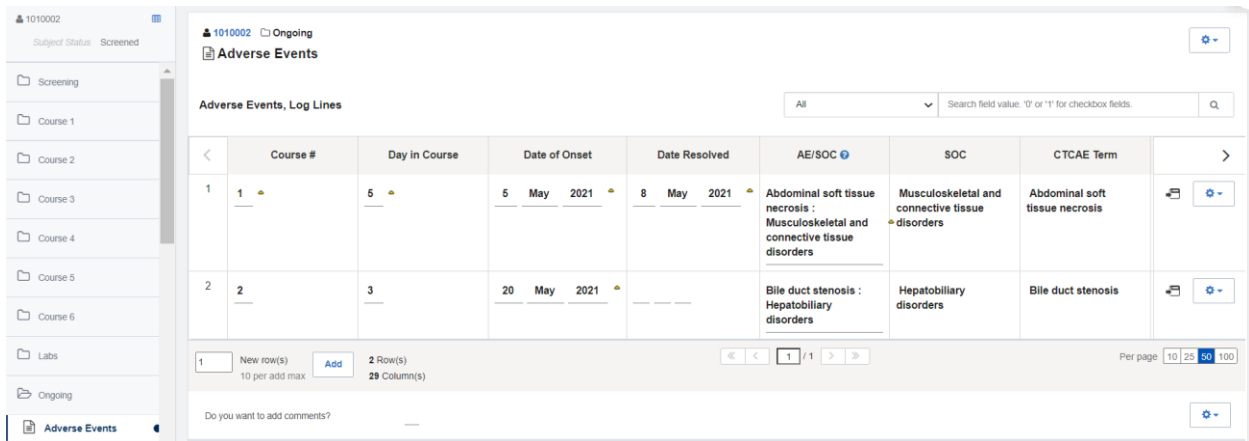 1010002
Subject Status Screened
Screening
Course 1
Course 2
Course 3
Course 4
Course 5
Course 6
Labs
Ongoing
Adverse Events
1010002 Ongoing
Adverse Events
Adverse Events, Log Lines
All
Search field value. '0' or '1' for checkbox fields.
Course # Day in Course Date of Onset Date Resolved AE/SOC SOC CTCAE Term
1 1 5 5 May 2021 8 May 2021 Abdominal soft tissue Musculoskeletal and Abdominal soft
necrosis : connective tissue tissue necrosis
Musculoskeletal and disorders
connective tissue
disorders
2 2 3 20 May 2021 Bile duct stenosis : Hepatobiliary Bile duct stenosis
Hepatobiliary disorders
disorders
1 New row(s) Add 2 Row(s) 1 / 1 Per page 10 25 50 100
10 per add max 29 Column(s)
Do you want to add comments?